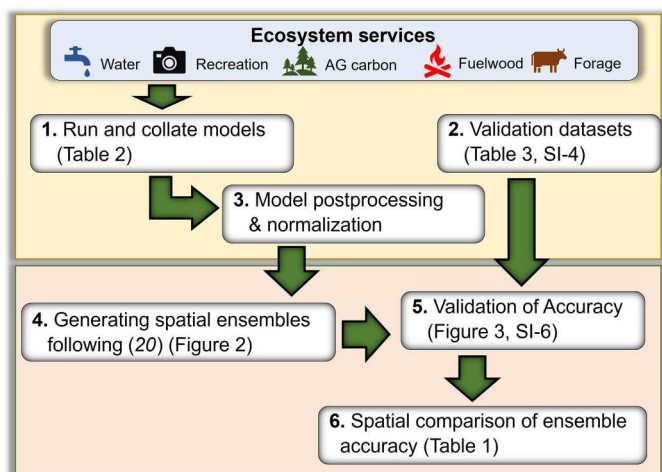 Ecosystem services
Water Recreation AG carbon Fuelwood Forage
1. Run and collate models
(Table 2)
2. Validation datasets
(Table 3, SI-4)
3. Model postprocessing
& normalization
4. Generating spatial ensembles
following (20) (Figure 2)
5. Validation of Accuracy
(Figure 3, SI-6)
6. Spatial comparison of ensemble
accuracy (Table 1)